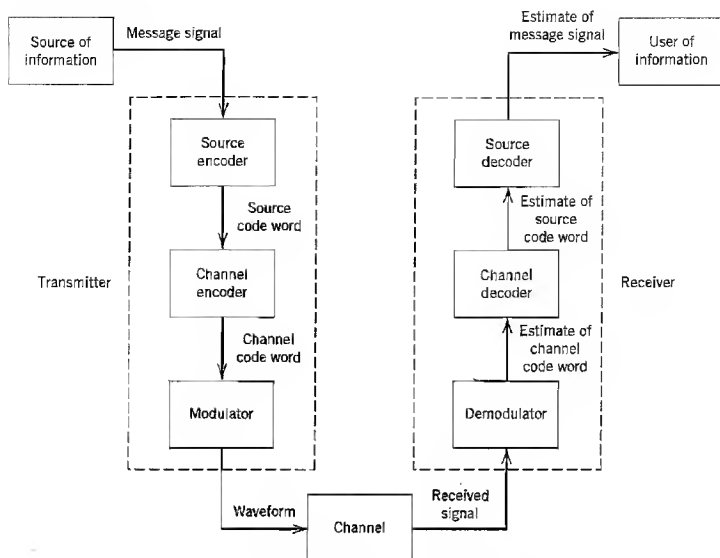 Source of
information
Message signal
Source
encoder
Source
code word
Transmitter
Channel
encoder
Channel
code word
Modulator
Waveform
Channel
Received
signal
Demodulator
Estimate of
channel
code word
Channel
decoder
Receiver
Estimate of
source
code word
Source
decoder
Estimate of
message signal
User of
information